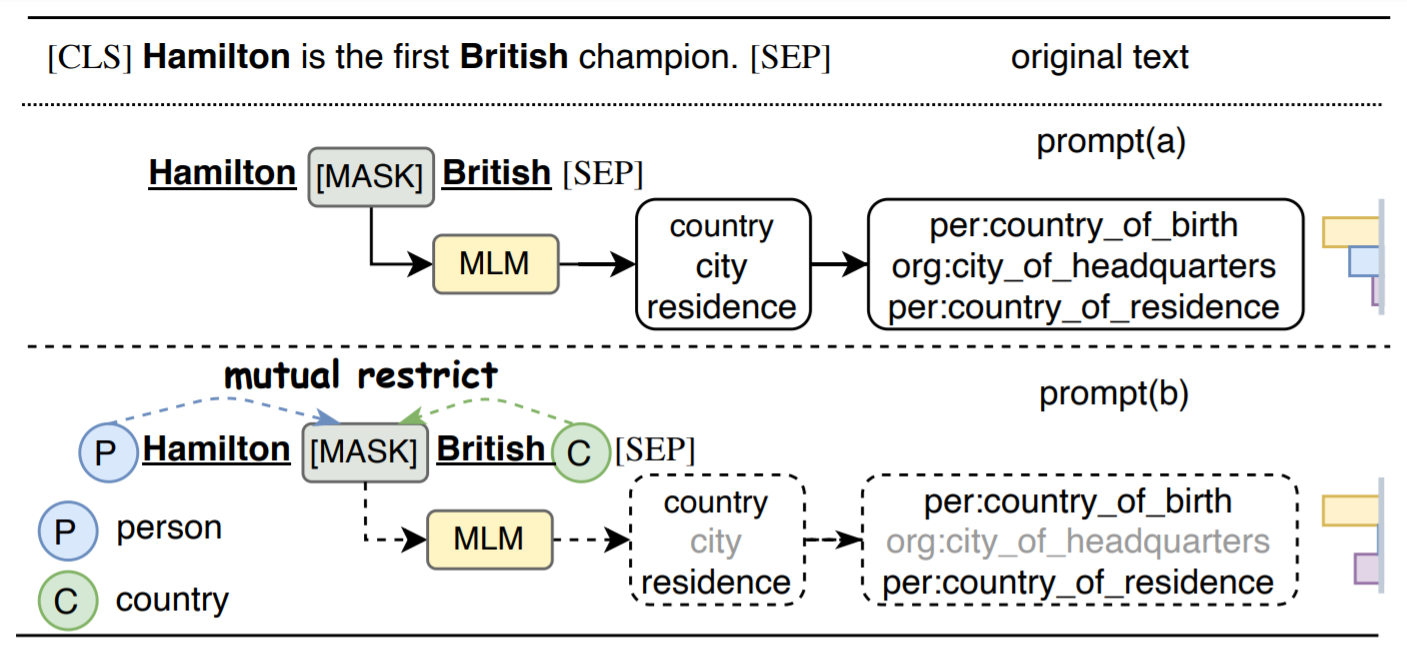 [CLS] Hamilton is the first British champion. [SEP] original text
prompt(a)
Hamilton [MASK] British [SEP]
MLM
country
city
residence
per:country_of_birth
org:city_of_headquarters
per:country_of_residence
mutual restrict
prompt(b)
P Hamilton [MASK] British C [SEP]
P person
C country
MLM
country
city
residence
per:country_of_birth
org:city_of_headquarters
per:country_of_residence